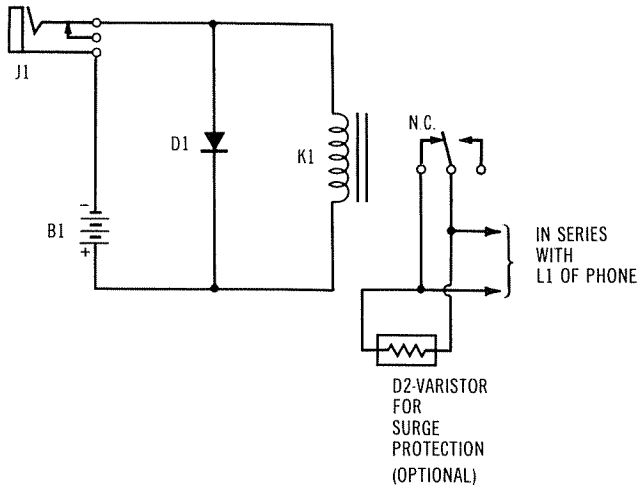 J1
D1
K1
N.C.
B1
−
+
IN SERIES
WITH
L1 OF PHONE
D2-VARISTOR
FOR
SURGE
PROTECTION
(OPTIONAL)